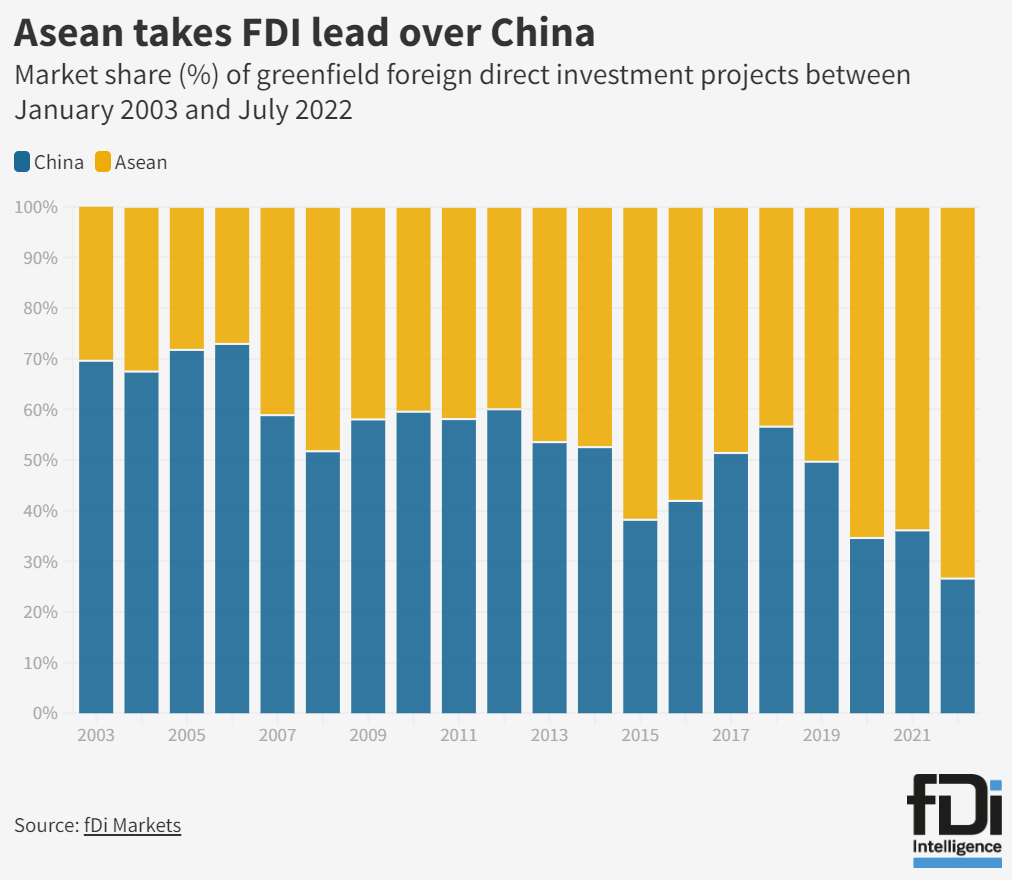 Asean takes FDI lead over China
Market share (%) of greenfield foreign direct investment projects between
January 2003 and July 2022
China Asean
100%
90%
80%
70%
60%
50%
40%
30%
20%
10%
0%
2003 2005 2007 2009 2011 2013 2015 2017 2019 2021
Source: fDi Markets
fDi
Intelligence